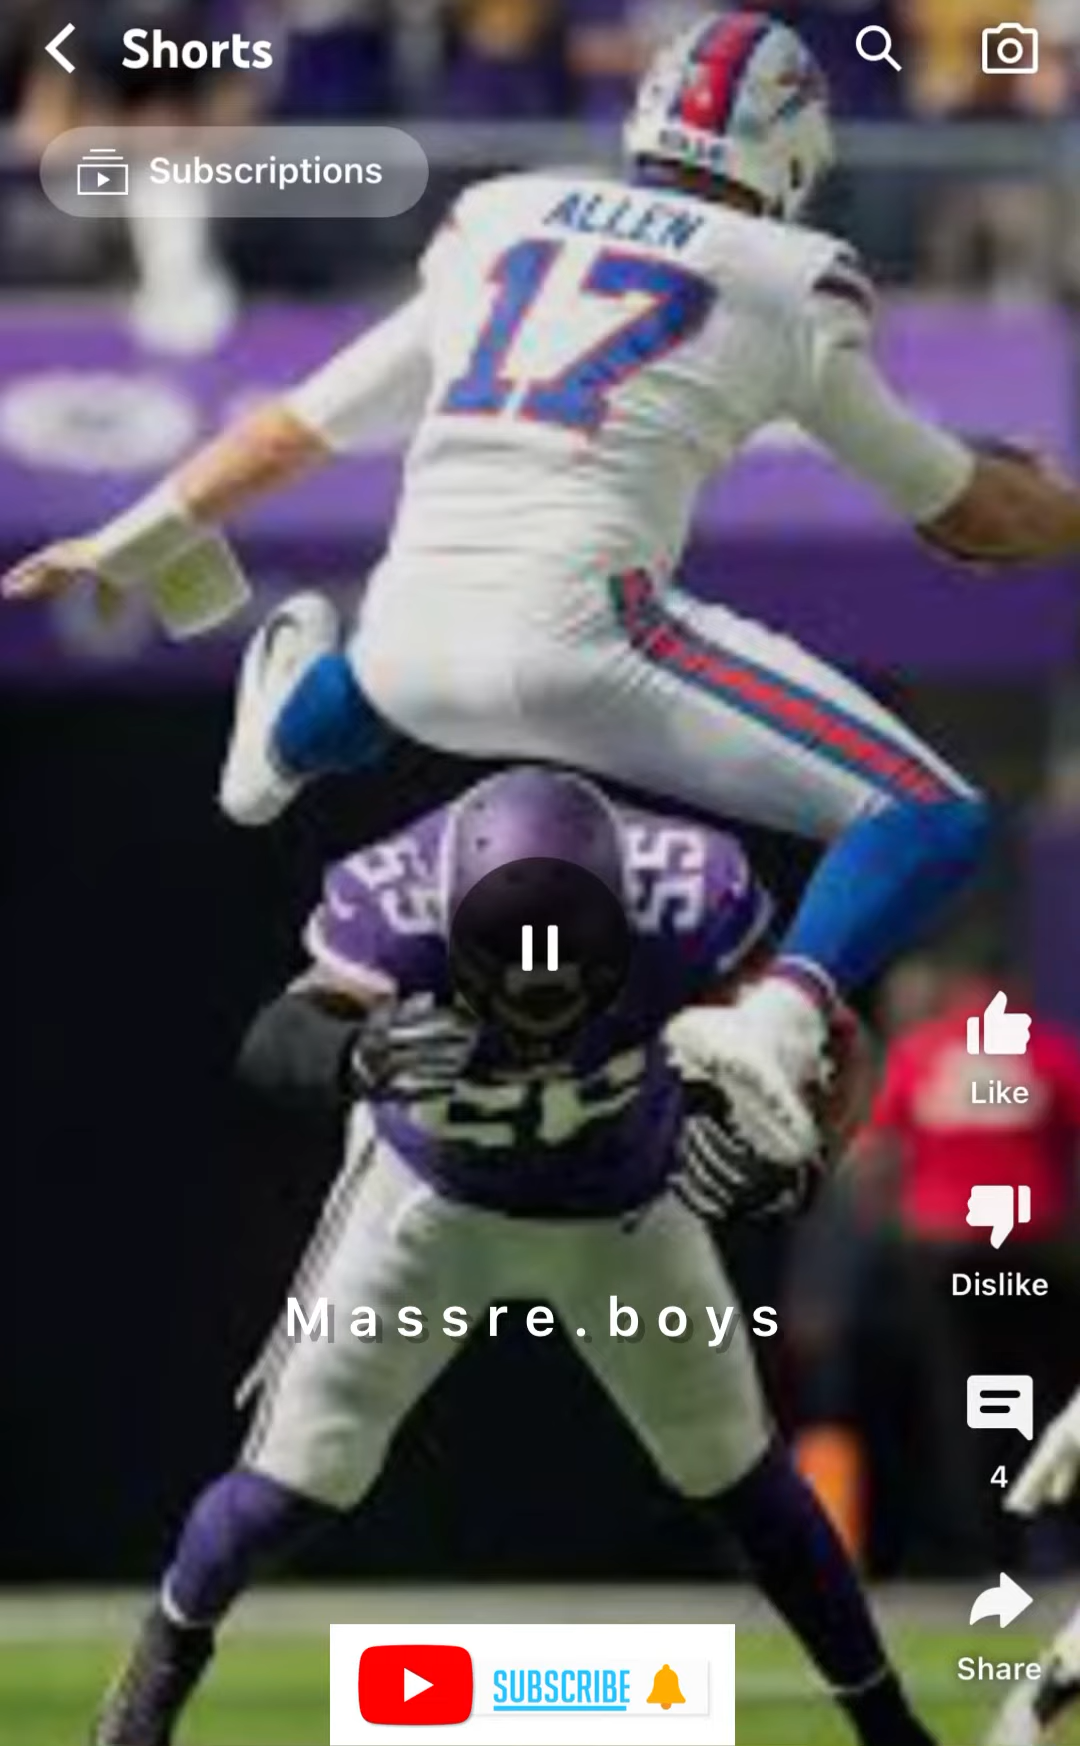 Shorts
Subscriptions
ALLEN
17
55
55
Like
Massre.boys
Dislike
4
Share
SUBSCRIBE